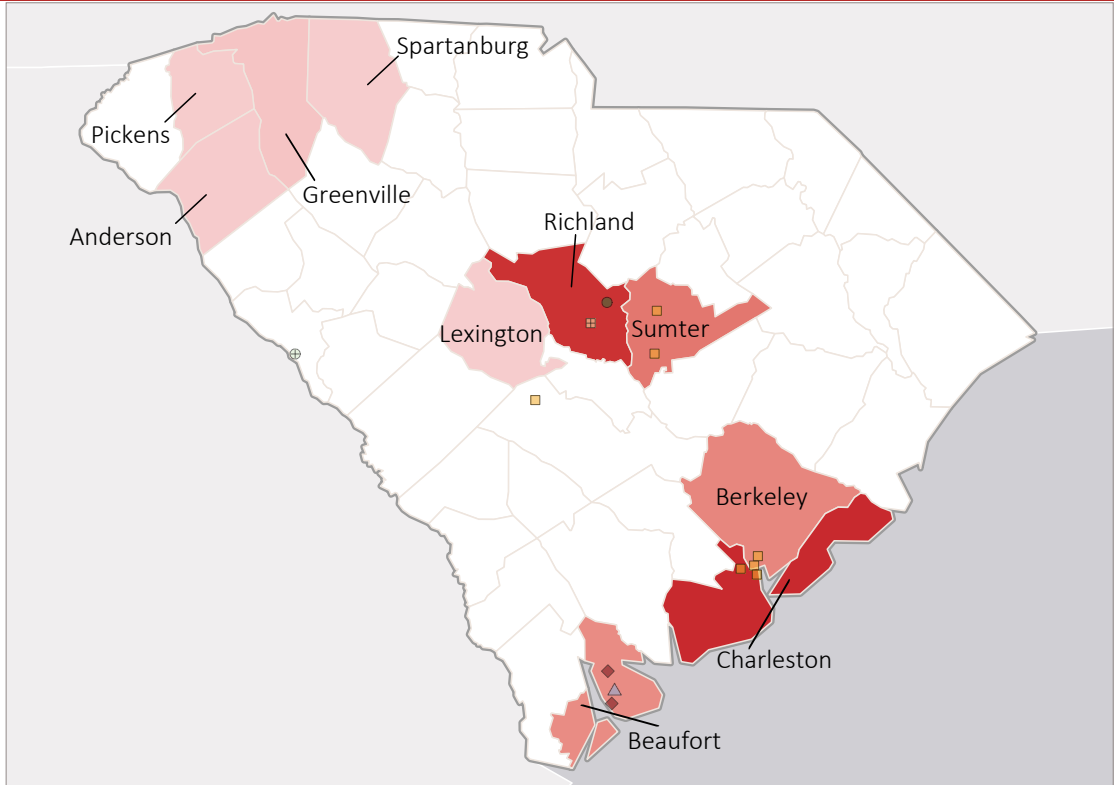 Spartanburg
Pickens
Greenville
Anderson
Richland
Lexington
Sumter
Berkeley
Charleston
Beaufort